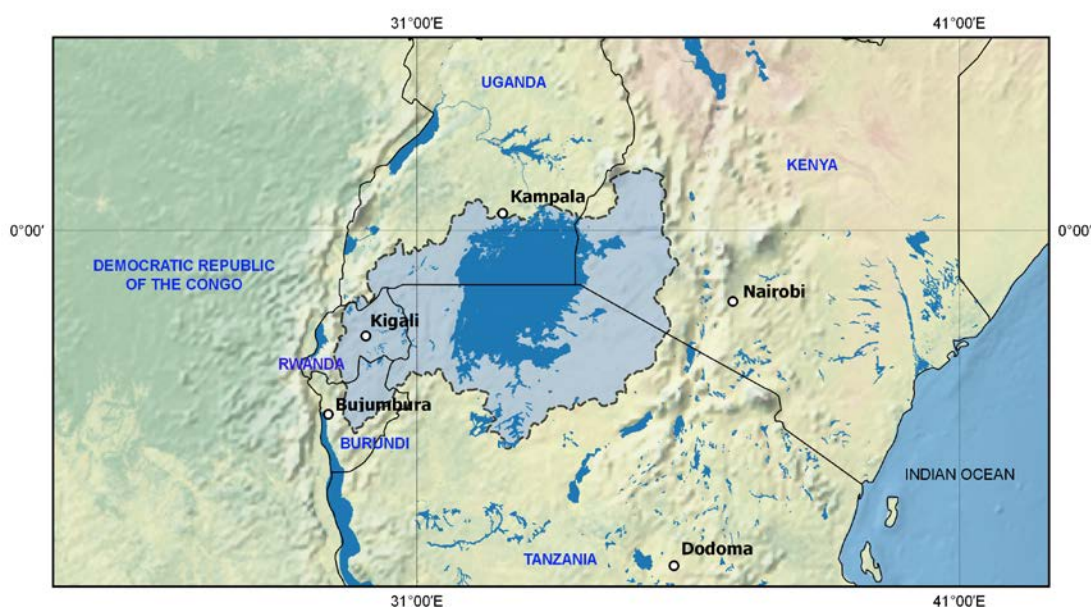 31°00'E 41°00'E
UGANDA
KENYA
Kampala
0°00' 0°00'
DEMOCRATIC REPUBLIC
OF THE CONGO
Nairobi
Kigali
RWANDA
Bujumbura
BURUNDI
INDIAN OCEAN
Dodoma
TANZANIA
31°00'E 41°00'E